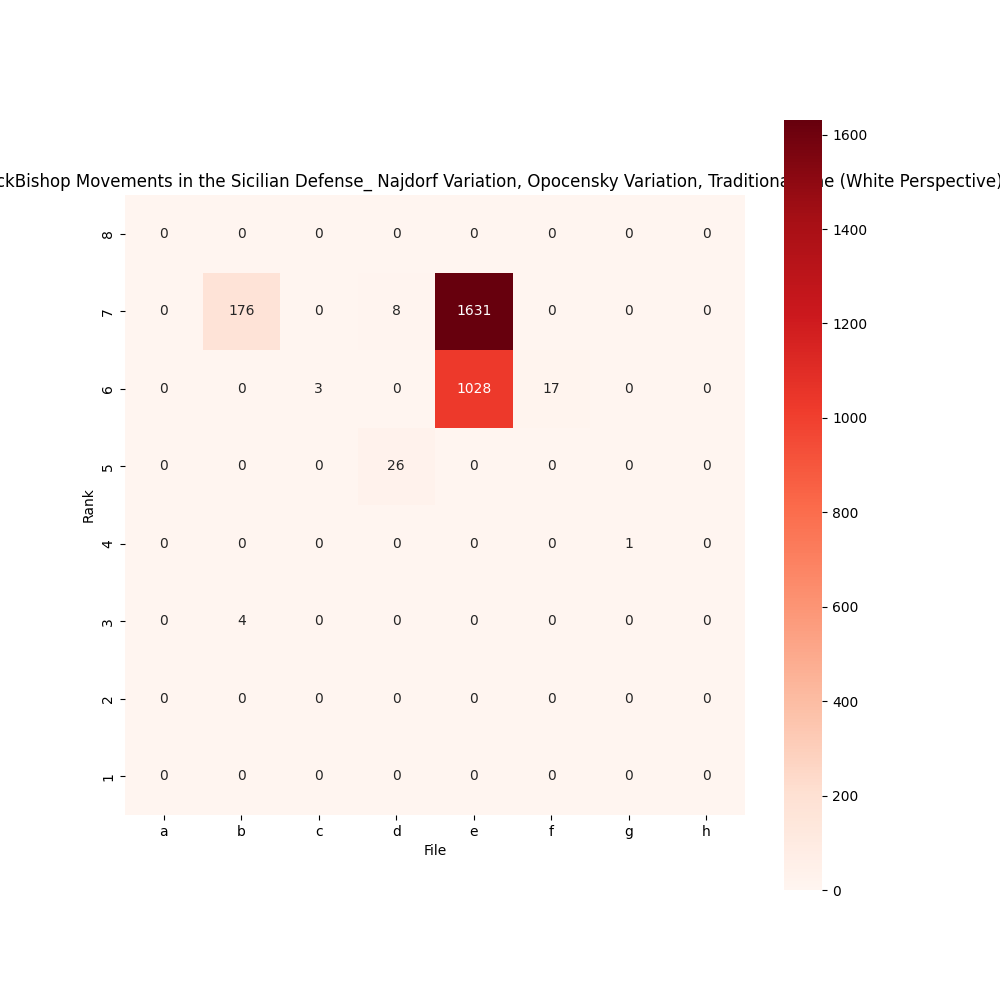 ckBishop Movements in the Sicilian Defense_ Najdorf Variation, Opocensky Variation, (White Perspective)
8 0 0 0 0 0 0 0 0
7 0 176 0 8 1631 0 0 0
6 0 0 3 0 1028 17 0 0
5 0 0 0 26 0 0 0 0
Rank
4 0 0 0 0 0 0 1 0
3 0 4 0 0 0 0 0 0
2 0 0 0 0 0 0 0 0
1 0 0 0 0 0 0 0 0
a b c d e f g h
File
1600
1400
1200
1000
800
600
400
200
0